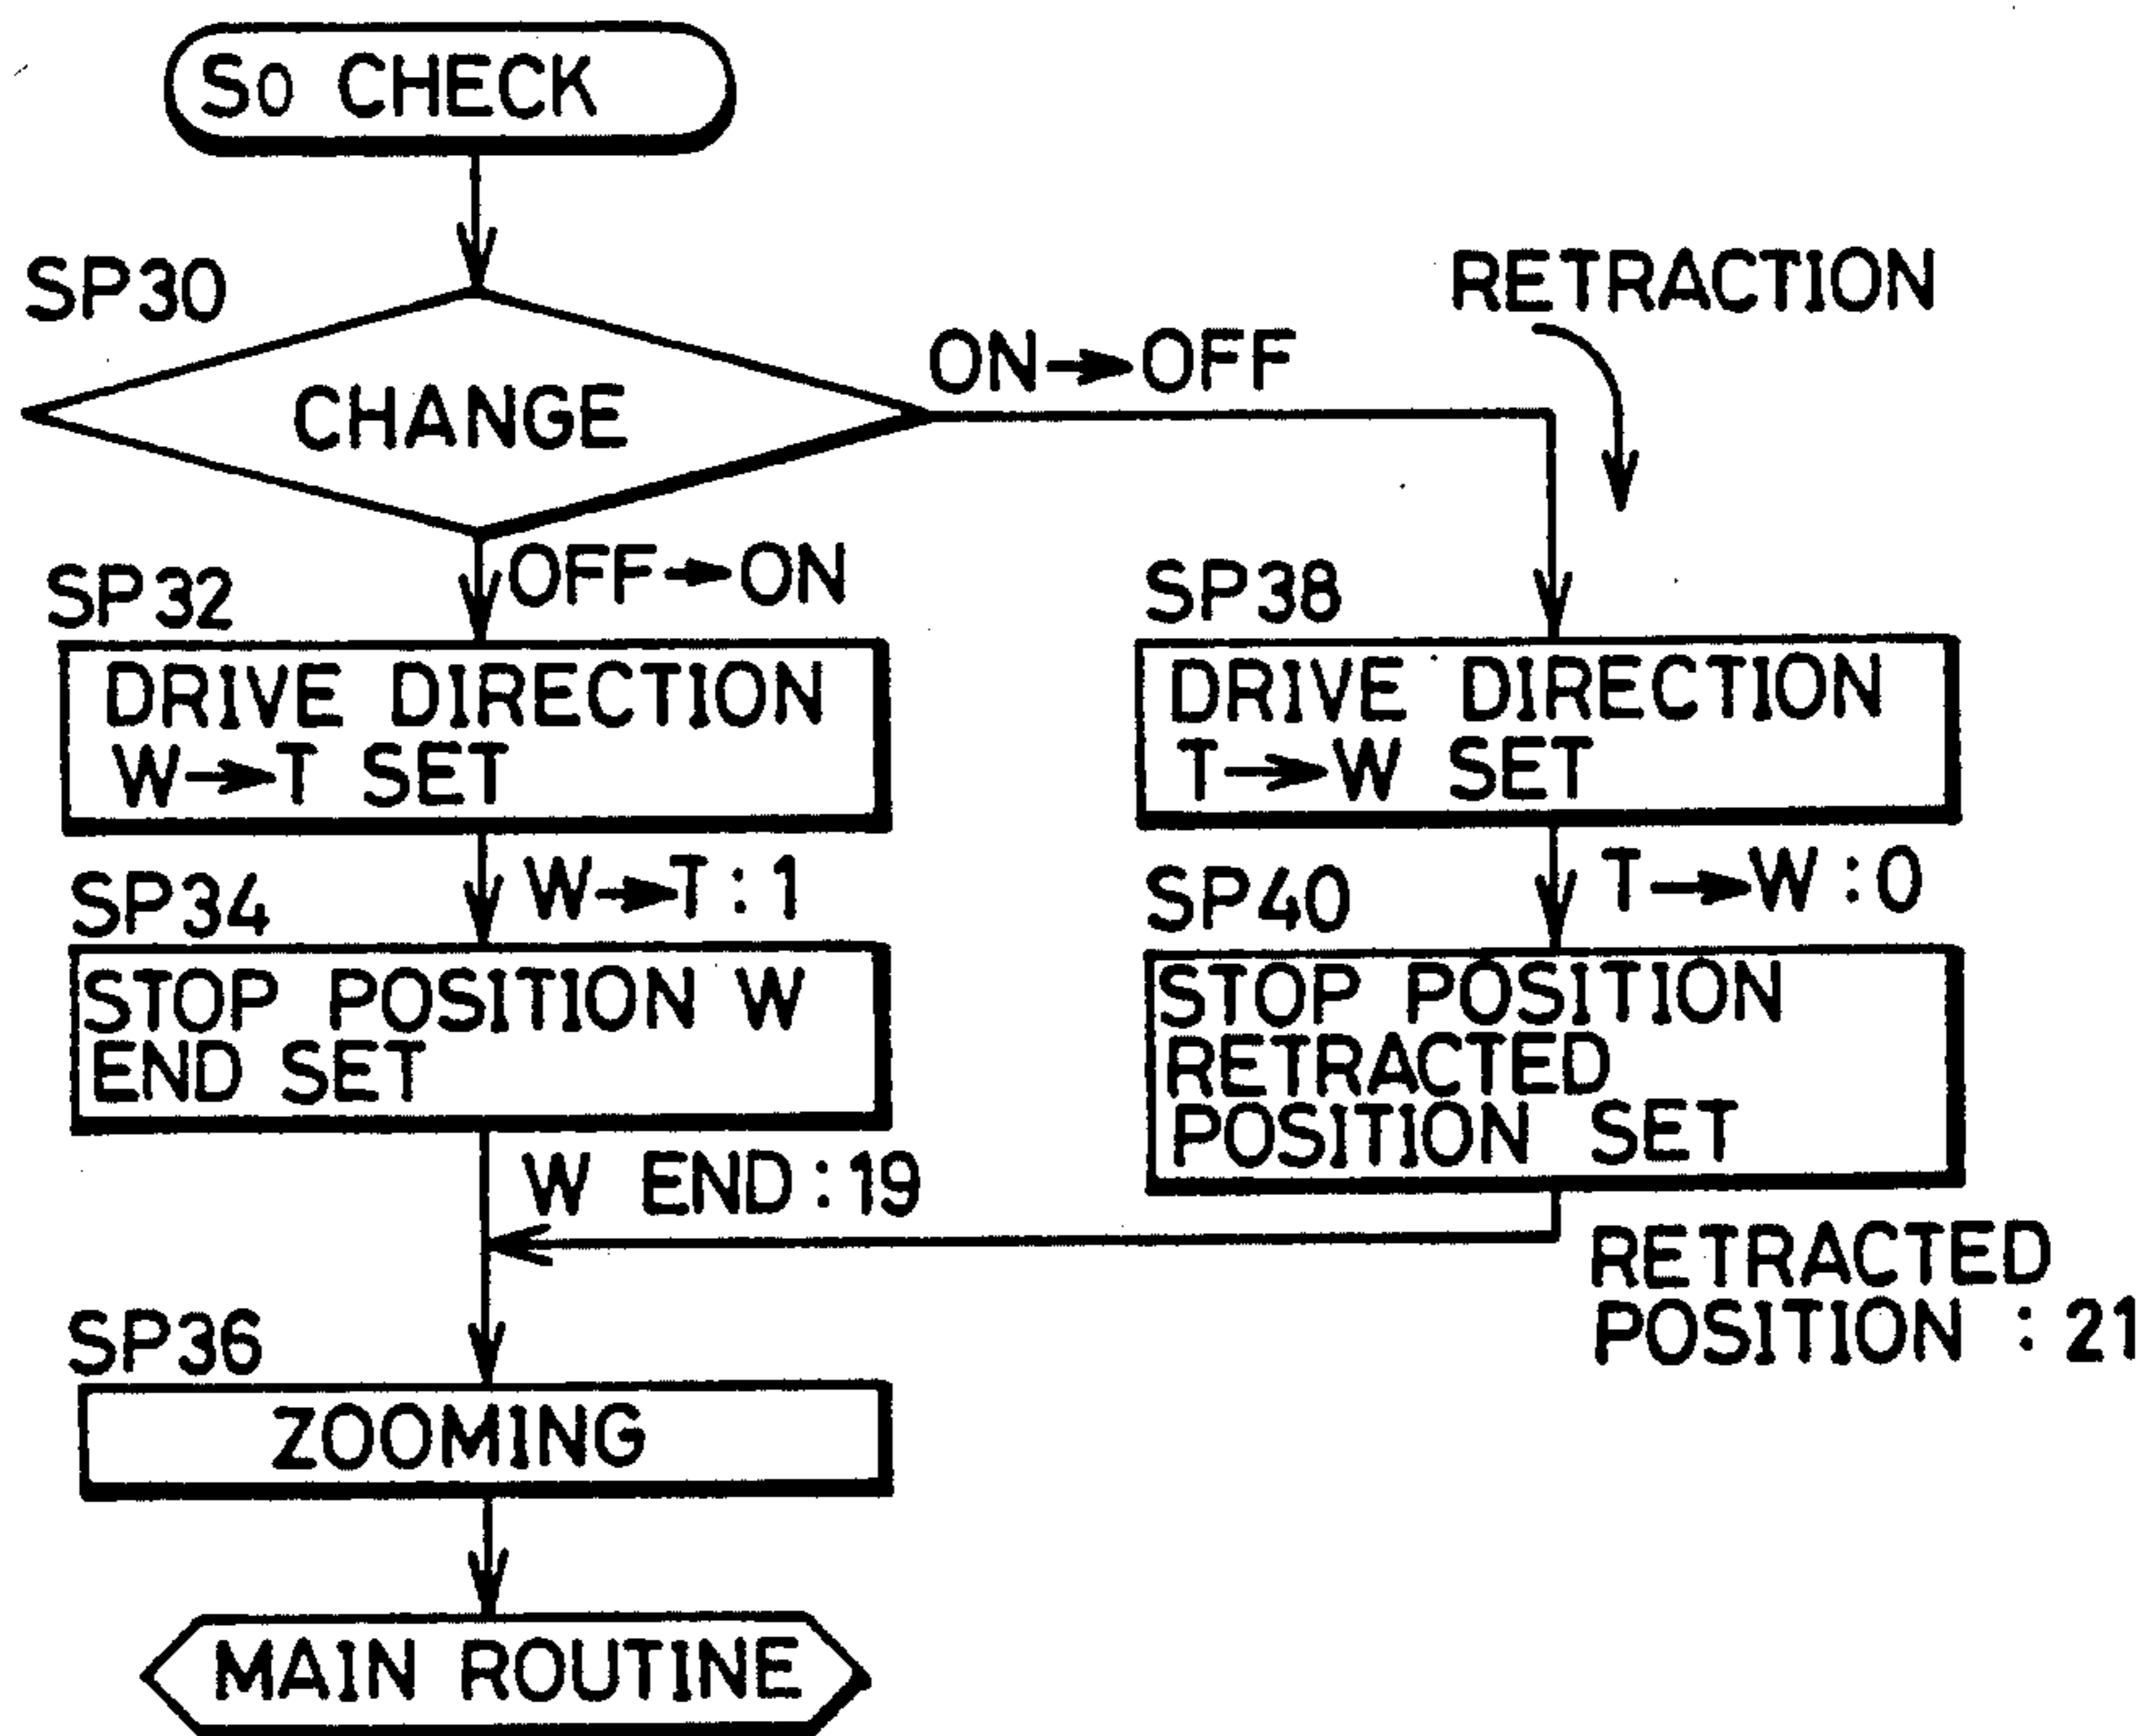 So CHECK
SP30
CHANGE
ON→OFF
RETRACTION
OFF→ON
SP32
DRIVE DIRECTION
W→T SET
W→T:1
SP34
STOP POSITION W
END SET
W END:19
SP38
DRIVE DIRECTION
T→W SET
T→W:0
SP40
STOP POSITION
RETRACTED
POSITION SET
RETRACTED
POSITION :21
SP36
ZOOMING
MAIN ROUTINE